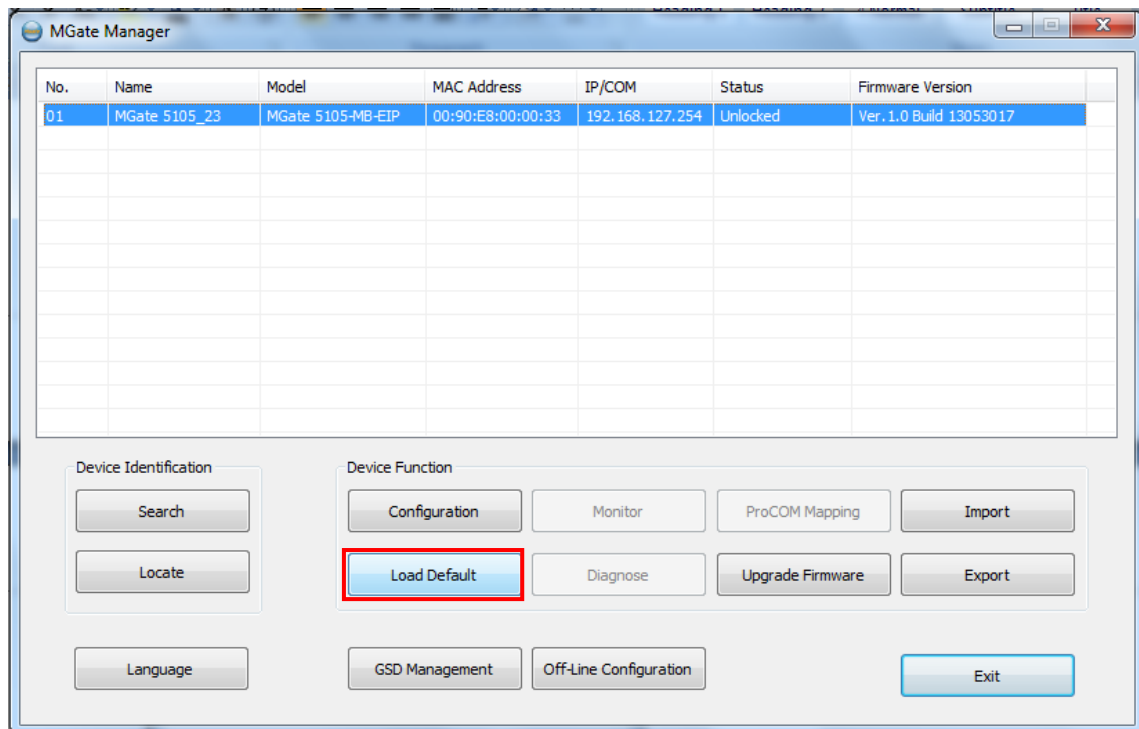 MGate Manager
No. Name Model MAC Address IP/COM Status Firmware Version
01 MGate 5105_23 MGate 5105-MB-EIP 00:90:E8:00:00:33 192.168.127.254 Unlocked Ver.1.0 Build 13053017
Device Identification Device Function
Search Configuration Monitor ProCOM Mapping Import
Locate Load Default Diagnose Upgrade Firmware Export
Language GSD Management Off-Line Configuration Exit